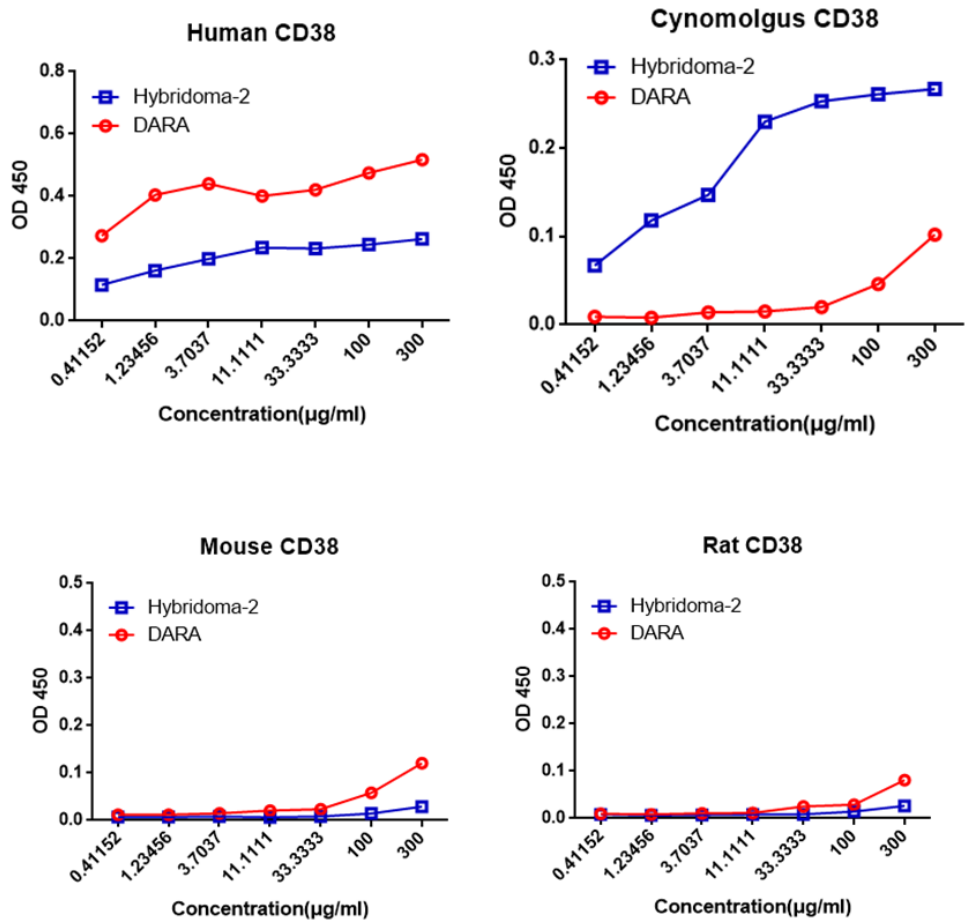 Human CD38
Hybridoma-2
DARA
OD 450
0.8
0.6
0.4
0.2
0.0
0.41152
1.23456
3.7037
11.1111
33.3333
100
300
Concentration(µg/ml)
Cynomolgus CD38
Hybridoma-2
DARA
OD 450
0.3
0.2
0.1
0.0
0.41152
1.23456
3.7037
11.1111
33.3333
100
300
Concentration(µg/ml)
Mouse CD38
Hybridoma-2
DARA
OD 450
0.5
0.4
0.3
0.2
0.1
0.0
0.41152
1.23456
3.7037
11.1111
33.3333
100
300
Concentration(µg/ml)
Rat CD38
Hybridoma-2
DARA
OD 450
0.5
0.4
0.3
0.2
0.1
0.0
0.41152
1.23456
3.7037
11.1111
33.3333
100
300
Concentration(µg/ml)